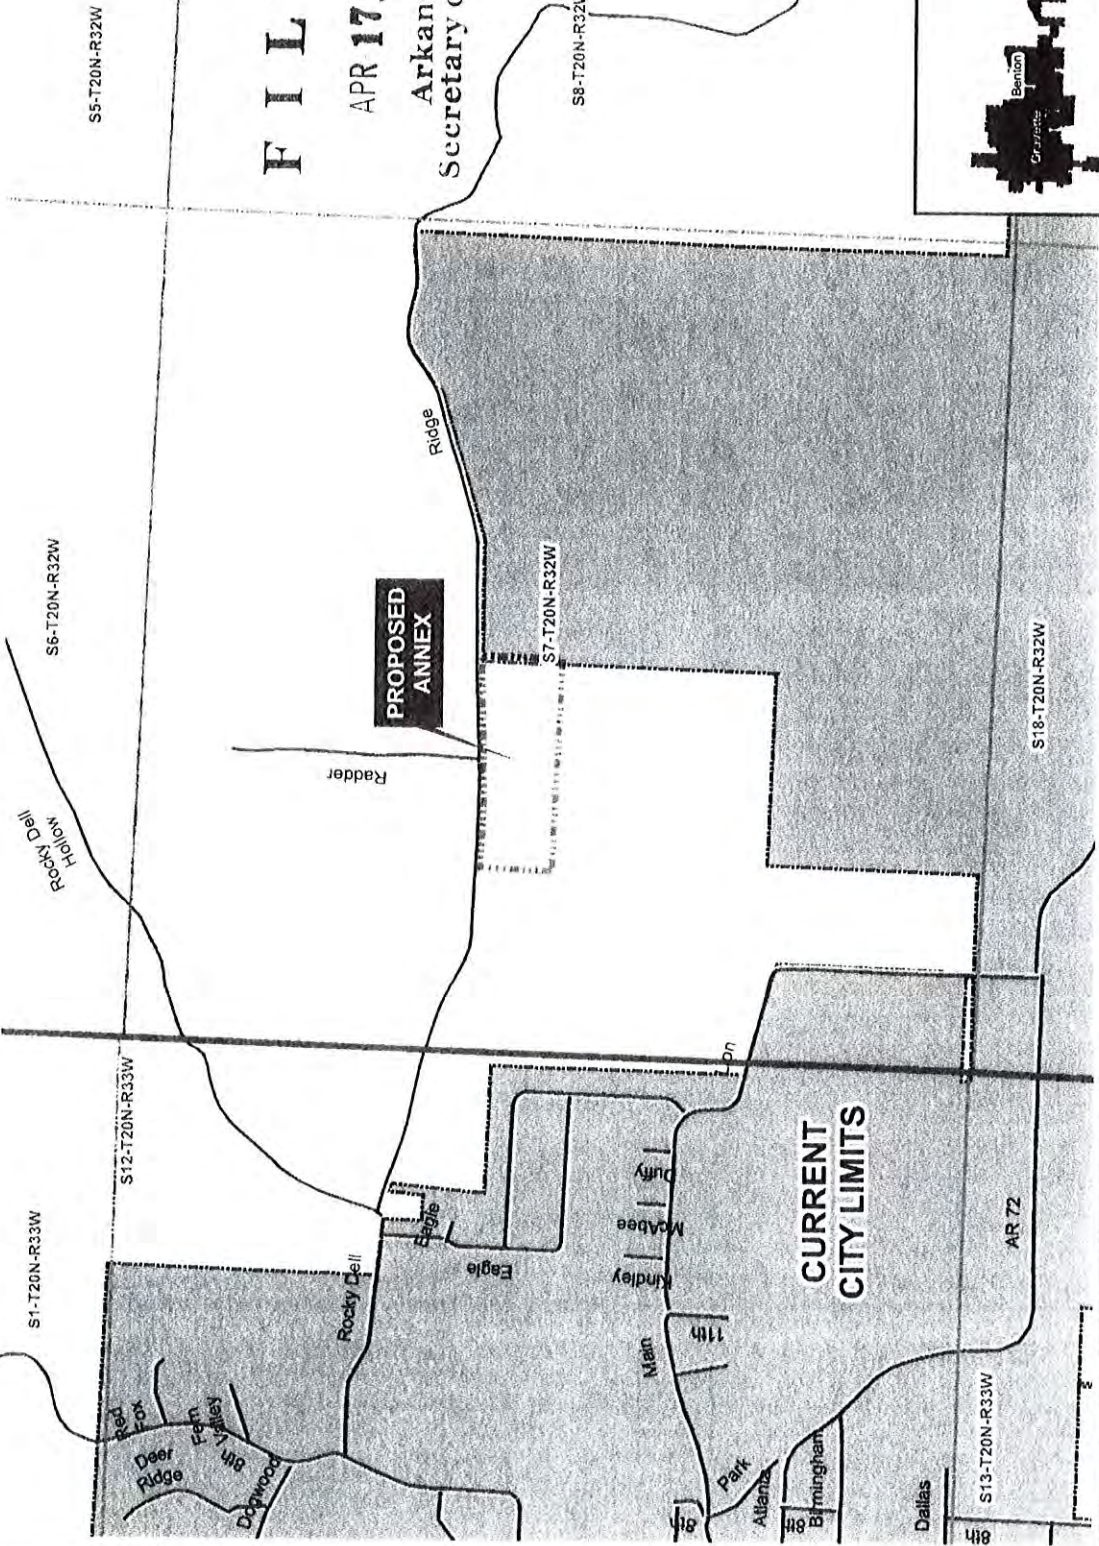 S5-T20N-R32W
F I L
APR 17
Arkan
Secretary o
S8-T20N-R32W
Benton
Gravette
S6-T20N-R32W
Rocky Dell
Hollow
Ridge
PROPOSED
ANNEX
Radder
S7-T20N-R32W
S18-T20N-R32W
S1-T20N-R33W
S12-T20N-R33W
Red
Fox
Fern
Valley
Deer
Ridge
8th
Dogwood
Rocky Dell
Eagle
Eagle
Duffy
McAbee
Kindley
Main
11th
CURRENT
CITY LIMITS
AR 72
Park
Atlanta
8th
8th
Birmingham
Dallas
S13-T20N-R33W
8th